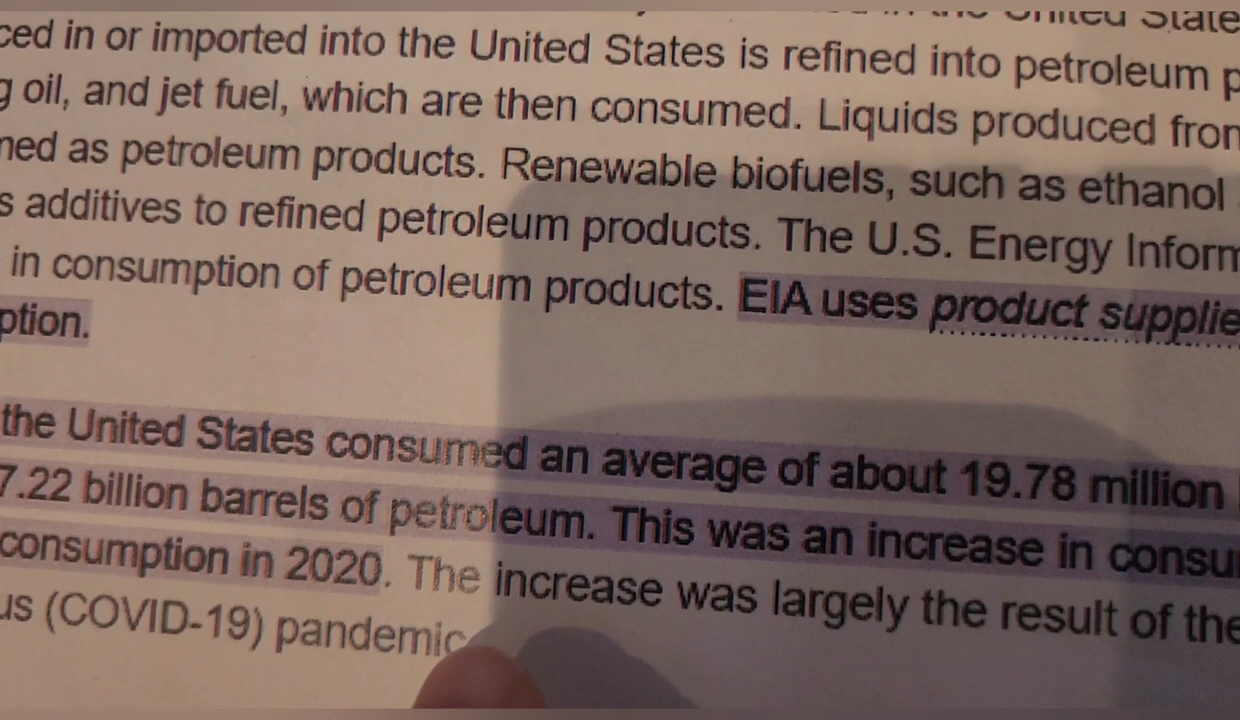 in the United State
ced in or imported into the United States is refined into petroleum p
g oil, and jet fuel, which are then consumed. Liquids produced fron
ned as petroleum products. Renewable biofuels, such as ethanol
s additives to refined petroleum products. The U.S. Energy Inform
in consumption of petroleum products. EIA uses product supplie
ption.
the United States consumed an average of about 19.78 million
7.22 billion barrels of petroleum. This was an increase in consu
consumption in 2020. The increase was largely the result of the
us (COVID-19) pandemic